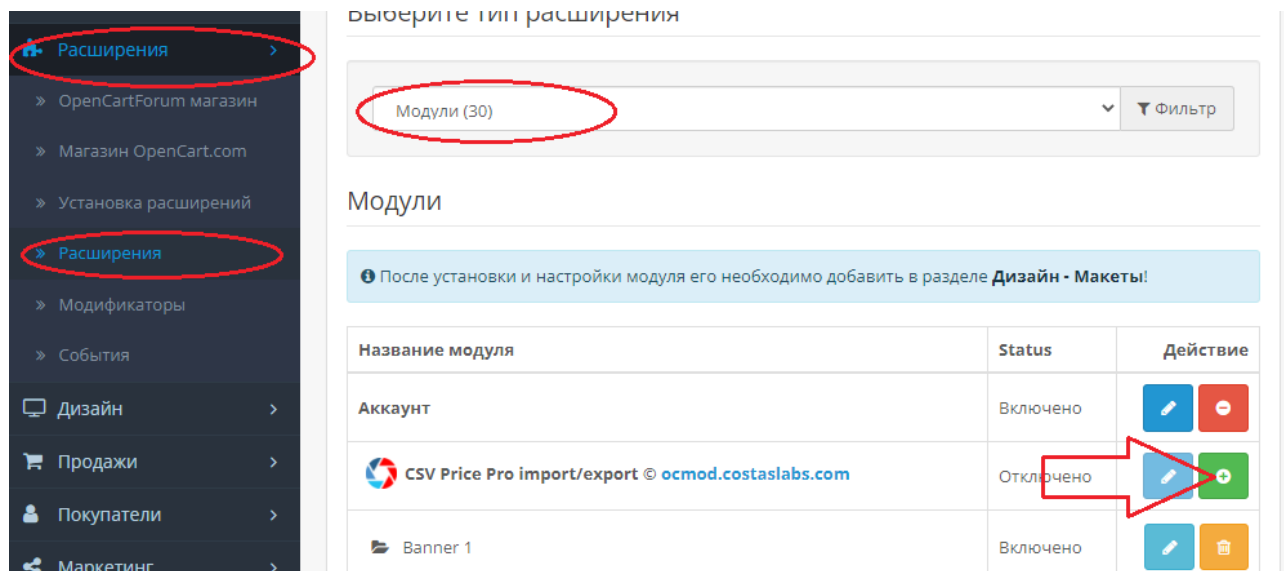 Выберите тип расширения
Расширения
OpenCartForum магазин
Магазин OpenCart.com
Установка расширений
Расширения
Модификаторы
События
Дизайн
Продажи
Покупатели
Маркетинг
Модули (30)
Фильтр
Модули
После установки и настройки модуля его необходимо добавить в разделе Дизайн - Макеты!
Название модуля Status Действие
Аккаунт Включено
CSV Price Pro import/export © ocmod.costaslabs.com Отключено
Banner 1 Включено